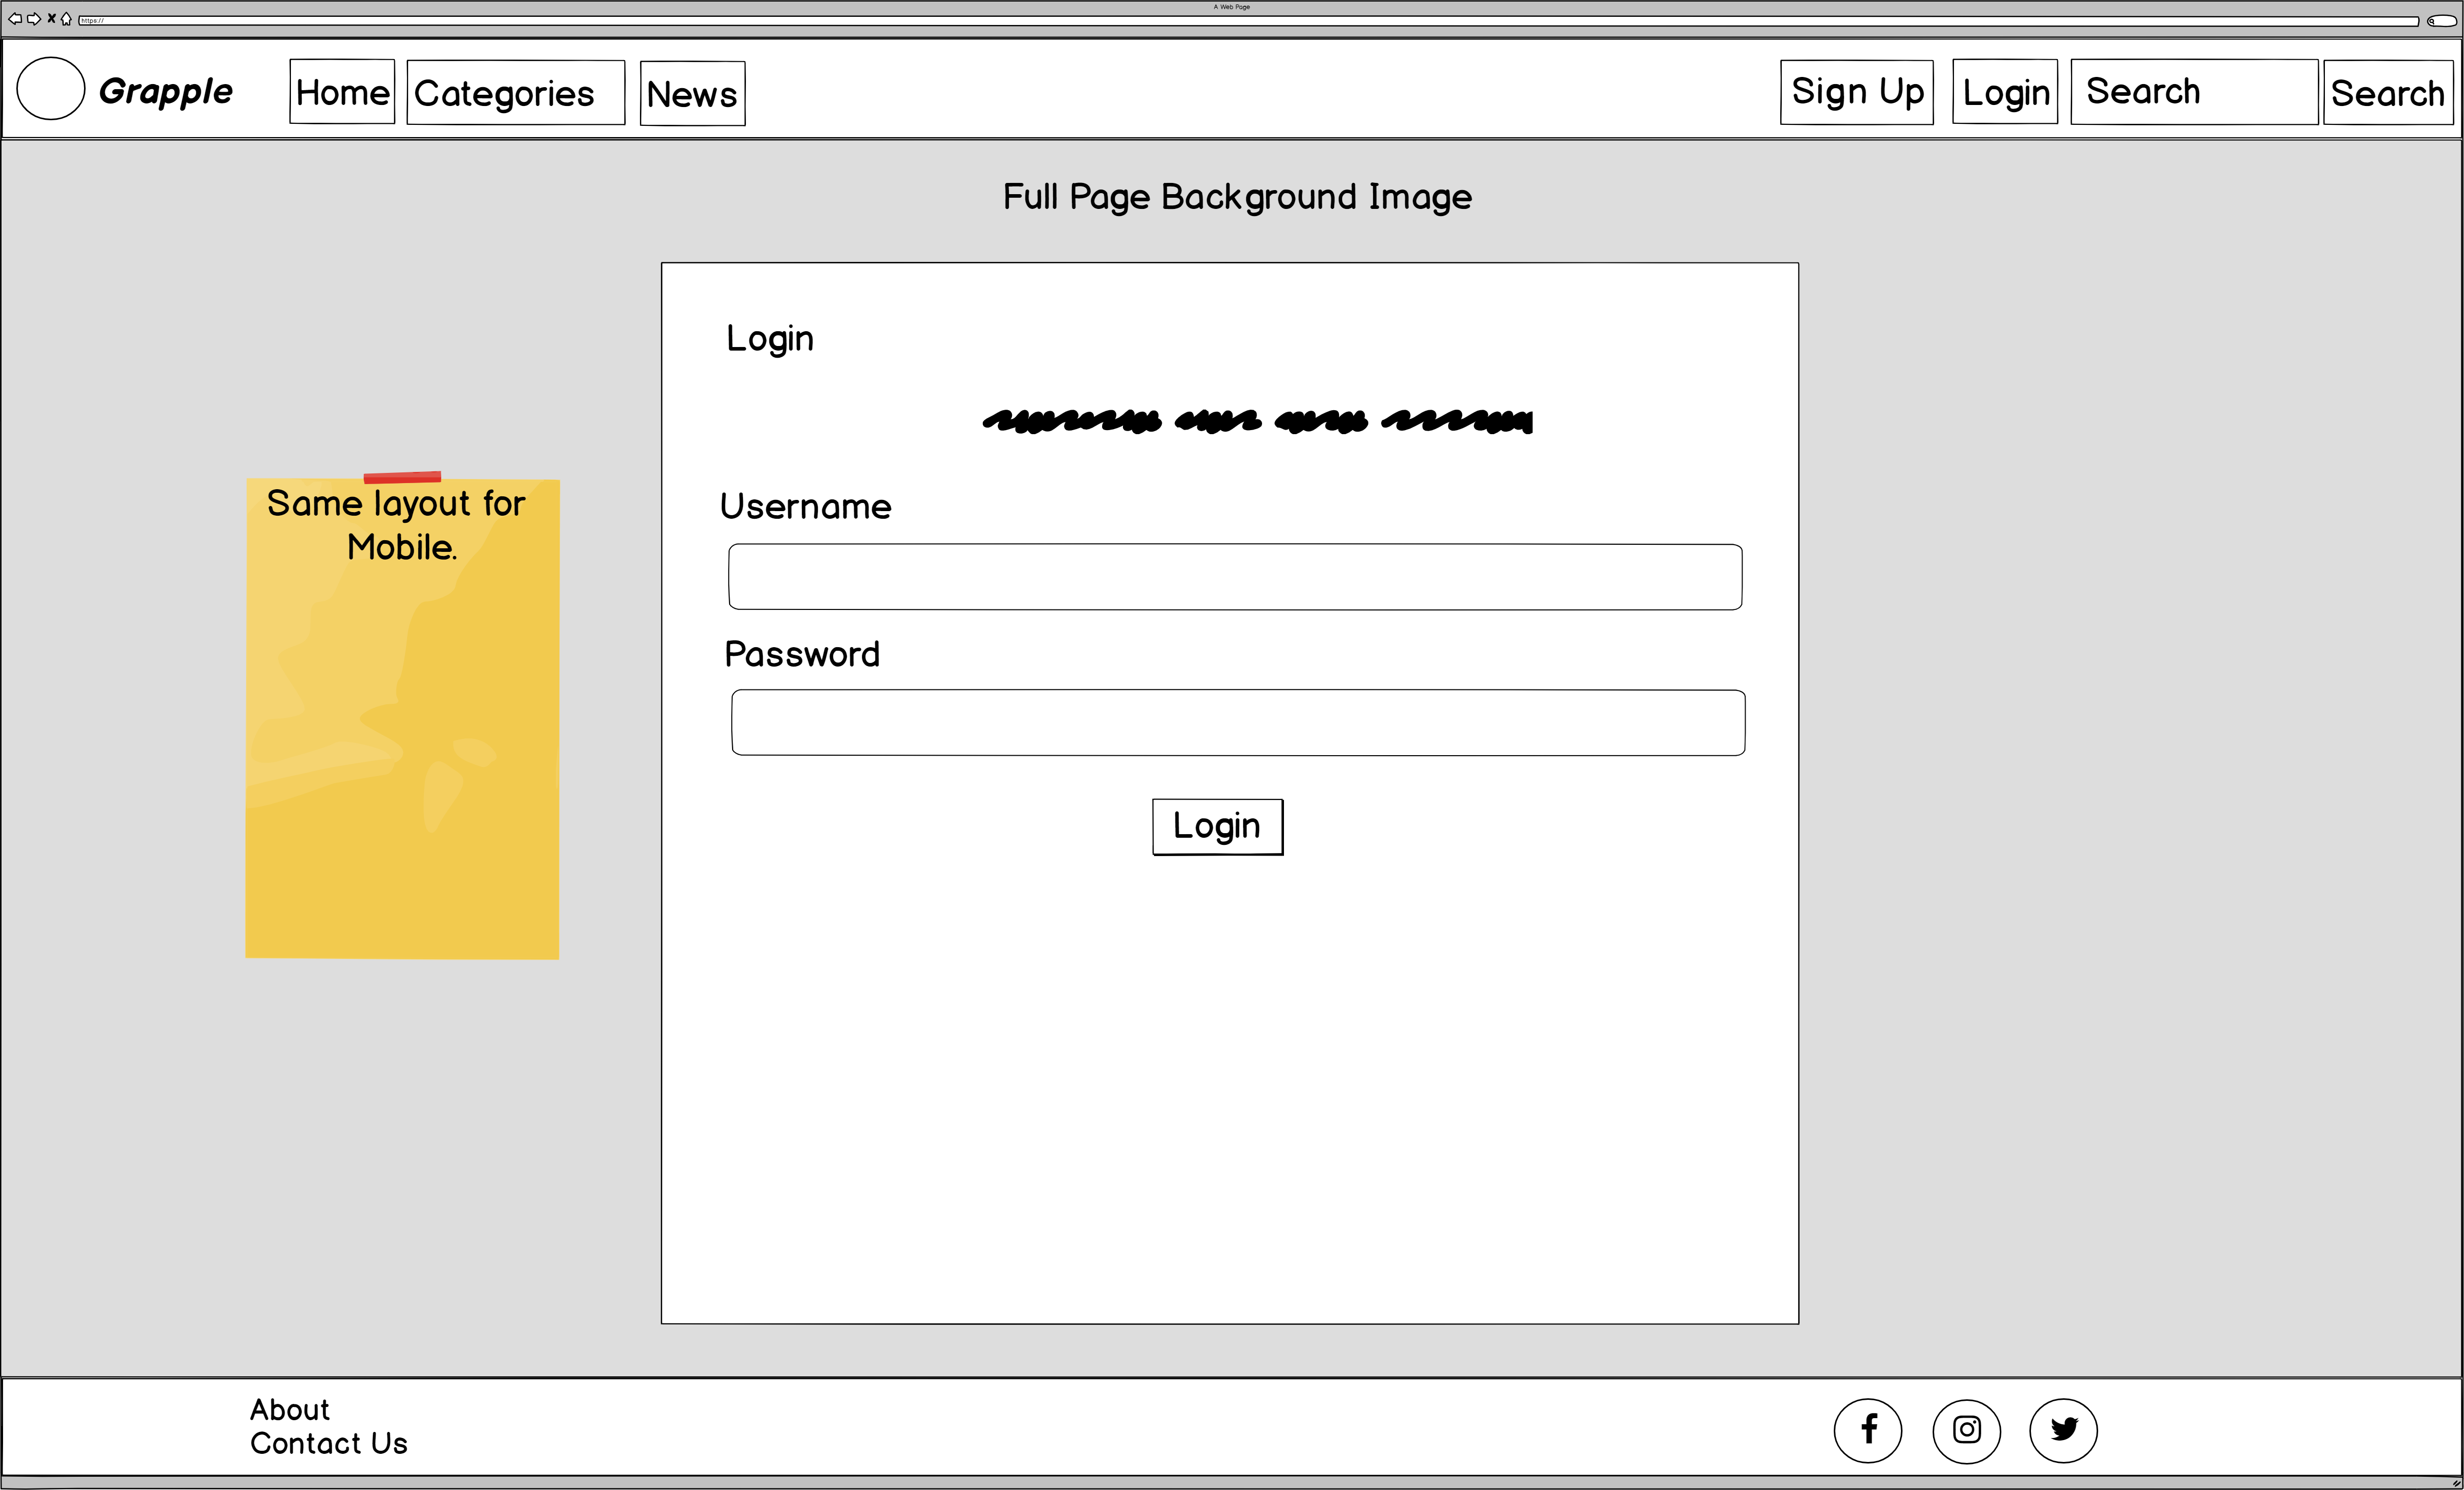 A Web Page
https://
Grapple Home Categories News Sign Up Login Search Search
Full Page Background Image
Login
Same layout for
Mobile.
Username
Password
Login
About
Contact Us